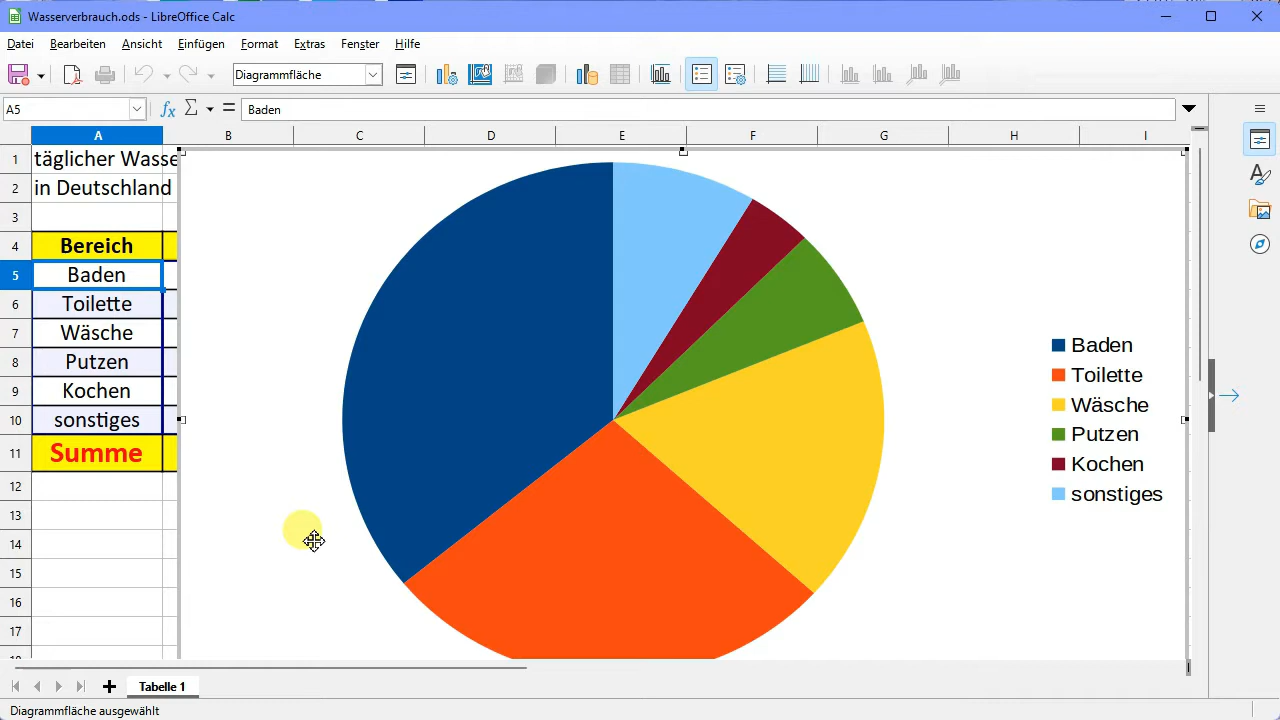 Wasserverbrauch.ods - LibreOffice Calc
Datei Bearbeiten Ansicht Einfügen Format Extras Fenster Hilfe
Diagrammfläche
A5
fx Σ = Baden
A B C D E F G H I
1 täglicher Wasse
2 in Deutschland
3
4 Bereich
5 Baden
6 Toilette
7 Wäsche
8 Putzen
9 Kochen
10 sonstiges
11 Summe
12
13
14
15
16
17
Baden
Toilette
Wäsche
Putzen
Kochen
sonstiges
Tabelle 1
Diagrammfläche ausgewählt